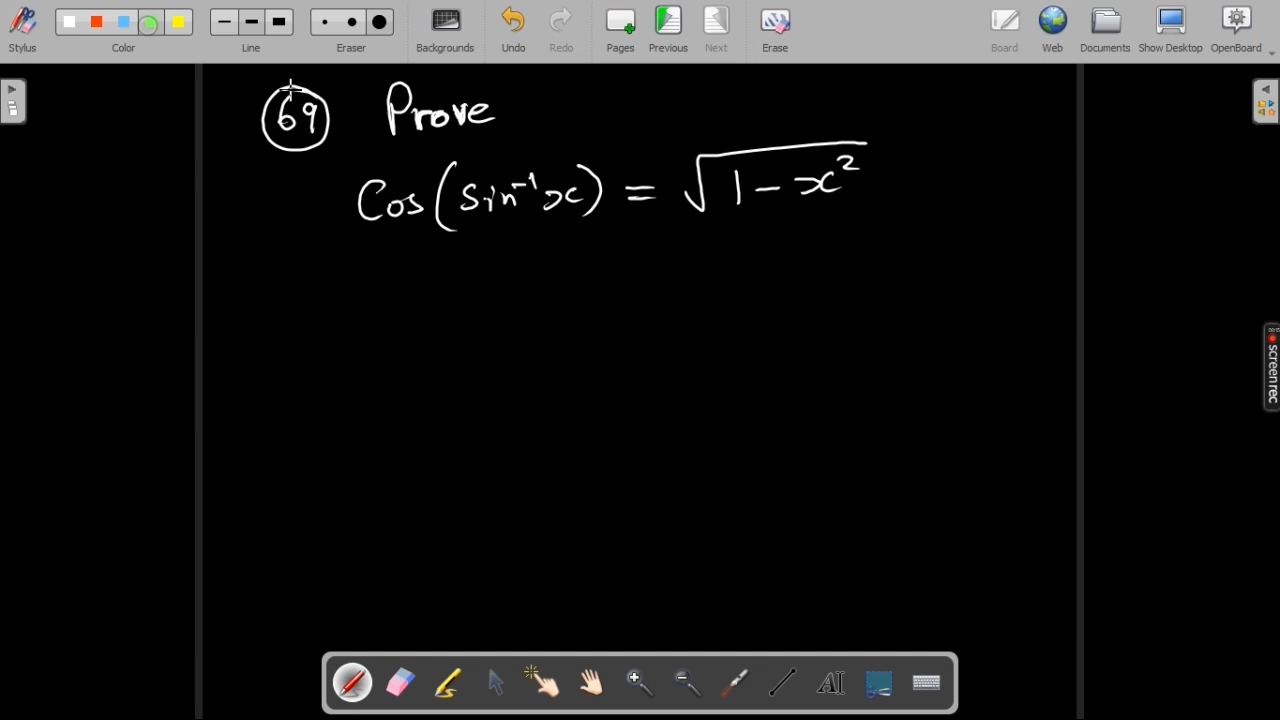 Stylus Color Line Eraser Backgrounds Undo Redo Pages Previous Next Erase Board Web Documents Show Desktop OpenBoard
69 Prove
Cos(Sin⁻¹x) = √(1-x²)
AI
screenrec